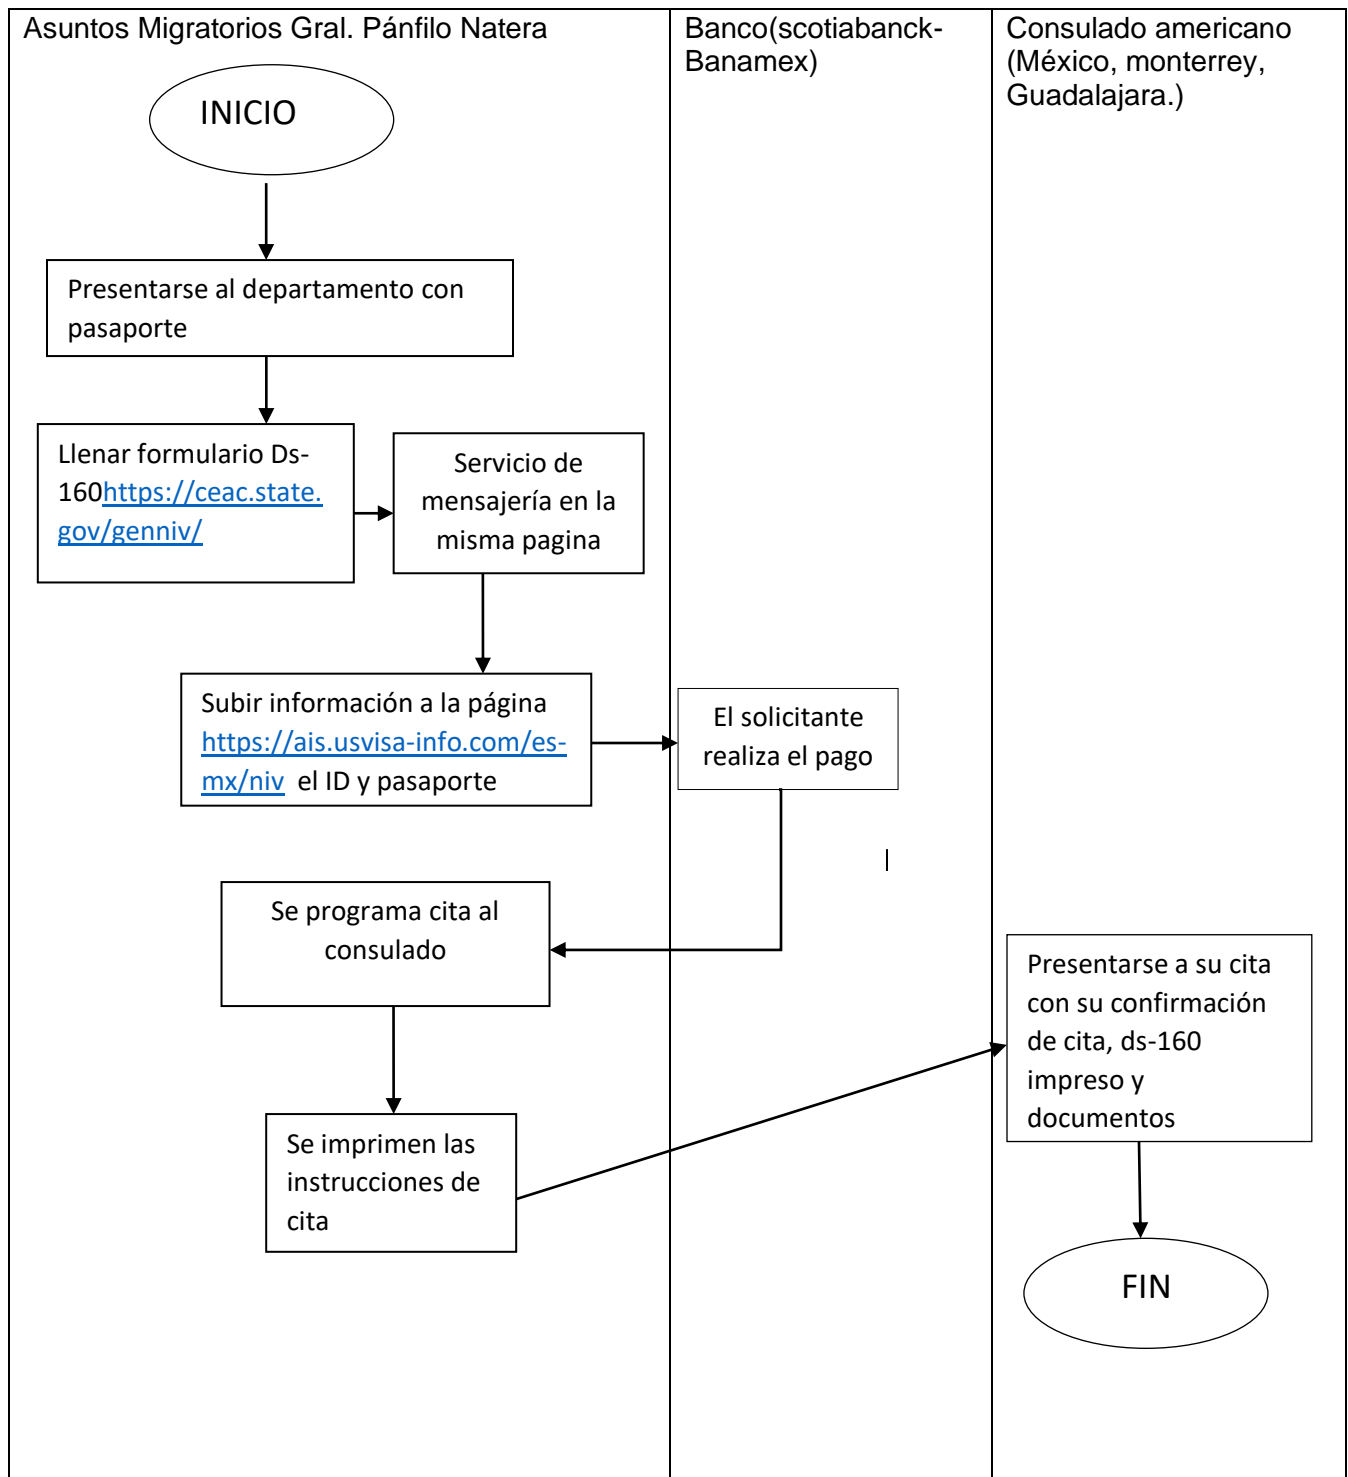 Asuntos Migratorios Gral. Pánfilo Natera
Banco(scotiabanck-
Banamex)
Consulado americano
(México, monterrey,
Guadalajara.)
INICIO
Presentarse al departamento con
pasaporte
Llenar formulario Ds-
160https://ceac.state.
gov/genniv/
Servicio de
mensajería en la
misma pagina
Subir información a la página
https://ais.usvisa-info.com/es-
mx/niv el ID y pasaporte
El solicitante
realiza el pago
Se programa cita al
consulado
Se imprimen las
instrucciones de
cita
Presentarse a su cita
con su confirmación
de cita, ds-160
impreso y
documentos
FIN